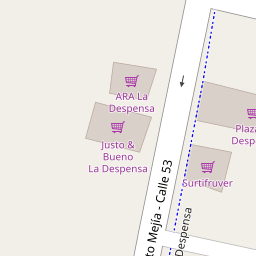 ARA La
Despensa
Justo &
Bueno
La Despensa
Plaza
Desp
Surtifruver
to Mejía - Calle 53
Despensa